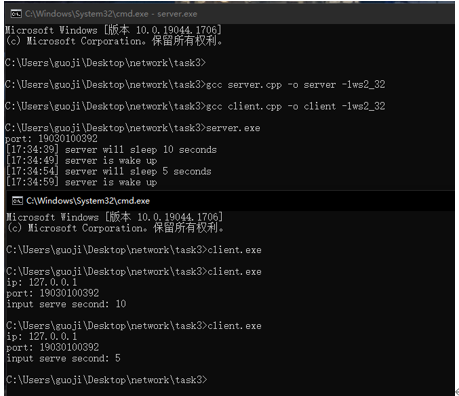 C:\Windows\System32\cmd.exe - server.exe
Microsoft Windows [版本 10.0.19044.1706]
(c) Microsoft Corporation。保留所有权利。
C:\Users\guoji\Desktop\network\task3>
C:\Users\guoji\Desktop\network\task3>gcc server.cpp -o server -lws2_32
C:\Users\guoji\Desktop\network\task3>gcc client.cpp -o client -lws2_32
C:\Users\guoji\Desktop\network\task3>server.exe
port: 19030100392
[17:34:39] server will sleep 10 seconds
[17:34:49] server is wake up
[17:34:54] server will sleep 5 seconds
[17:34:59] server is wake up
C:\Windows\System32\cmd.exe
Microsoft Windows [版本 10.0.19044.1706]
(c) Microsoft Corporation。保留所有权利。
C:\Users\guoji\Desktop\network\task3>client.exe
C:\Users\guoji\Desktop\network\task3>client.exe
ip: 127.0.0.1
port: 19030100392
input serve second: 10
C:\Users\guoji\Desktop\network\task3>client.exe
ip: 127.0.0.1
port: 19030100392
input serve second: 5
C:\Users\guoji\Desktop\network\task3>